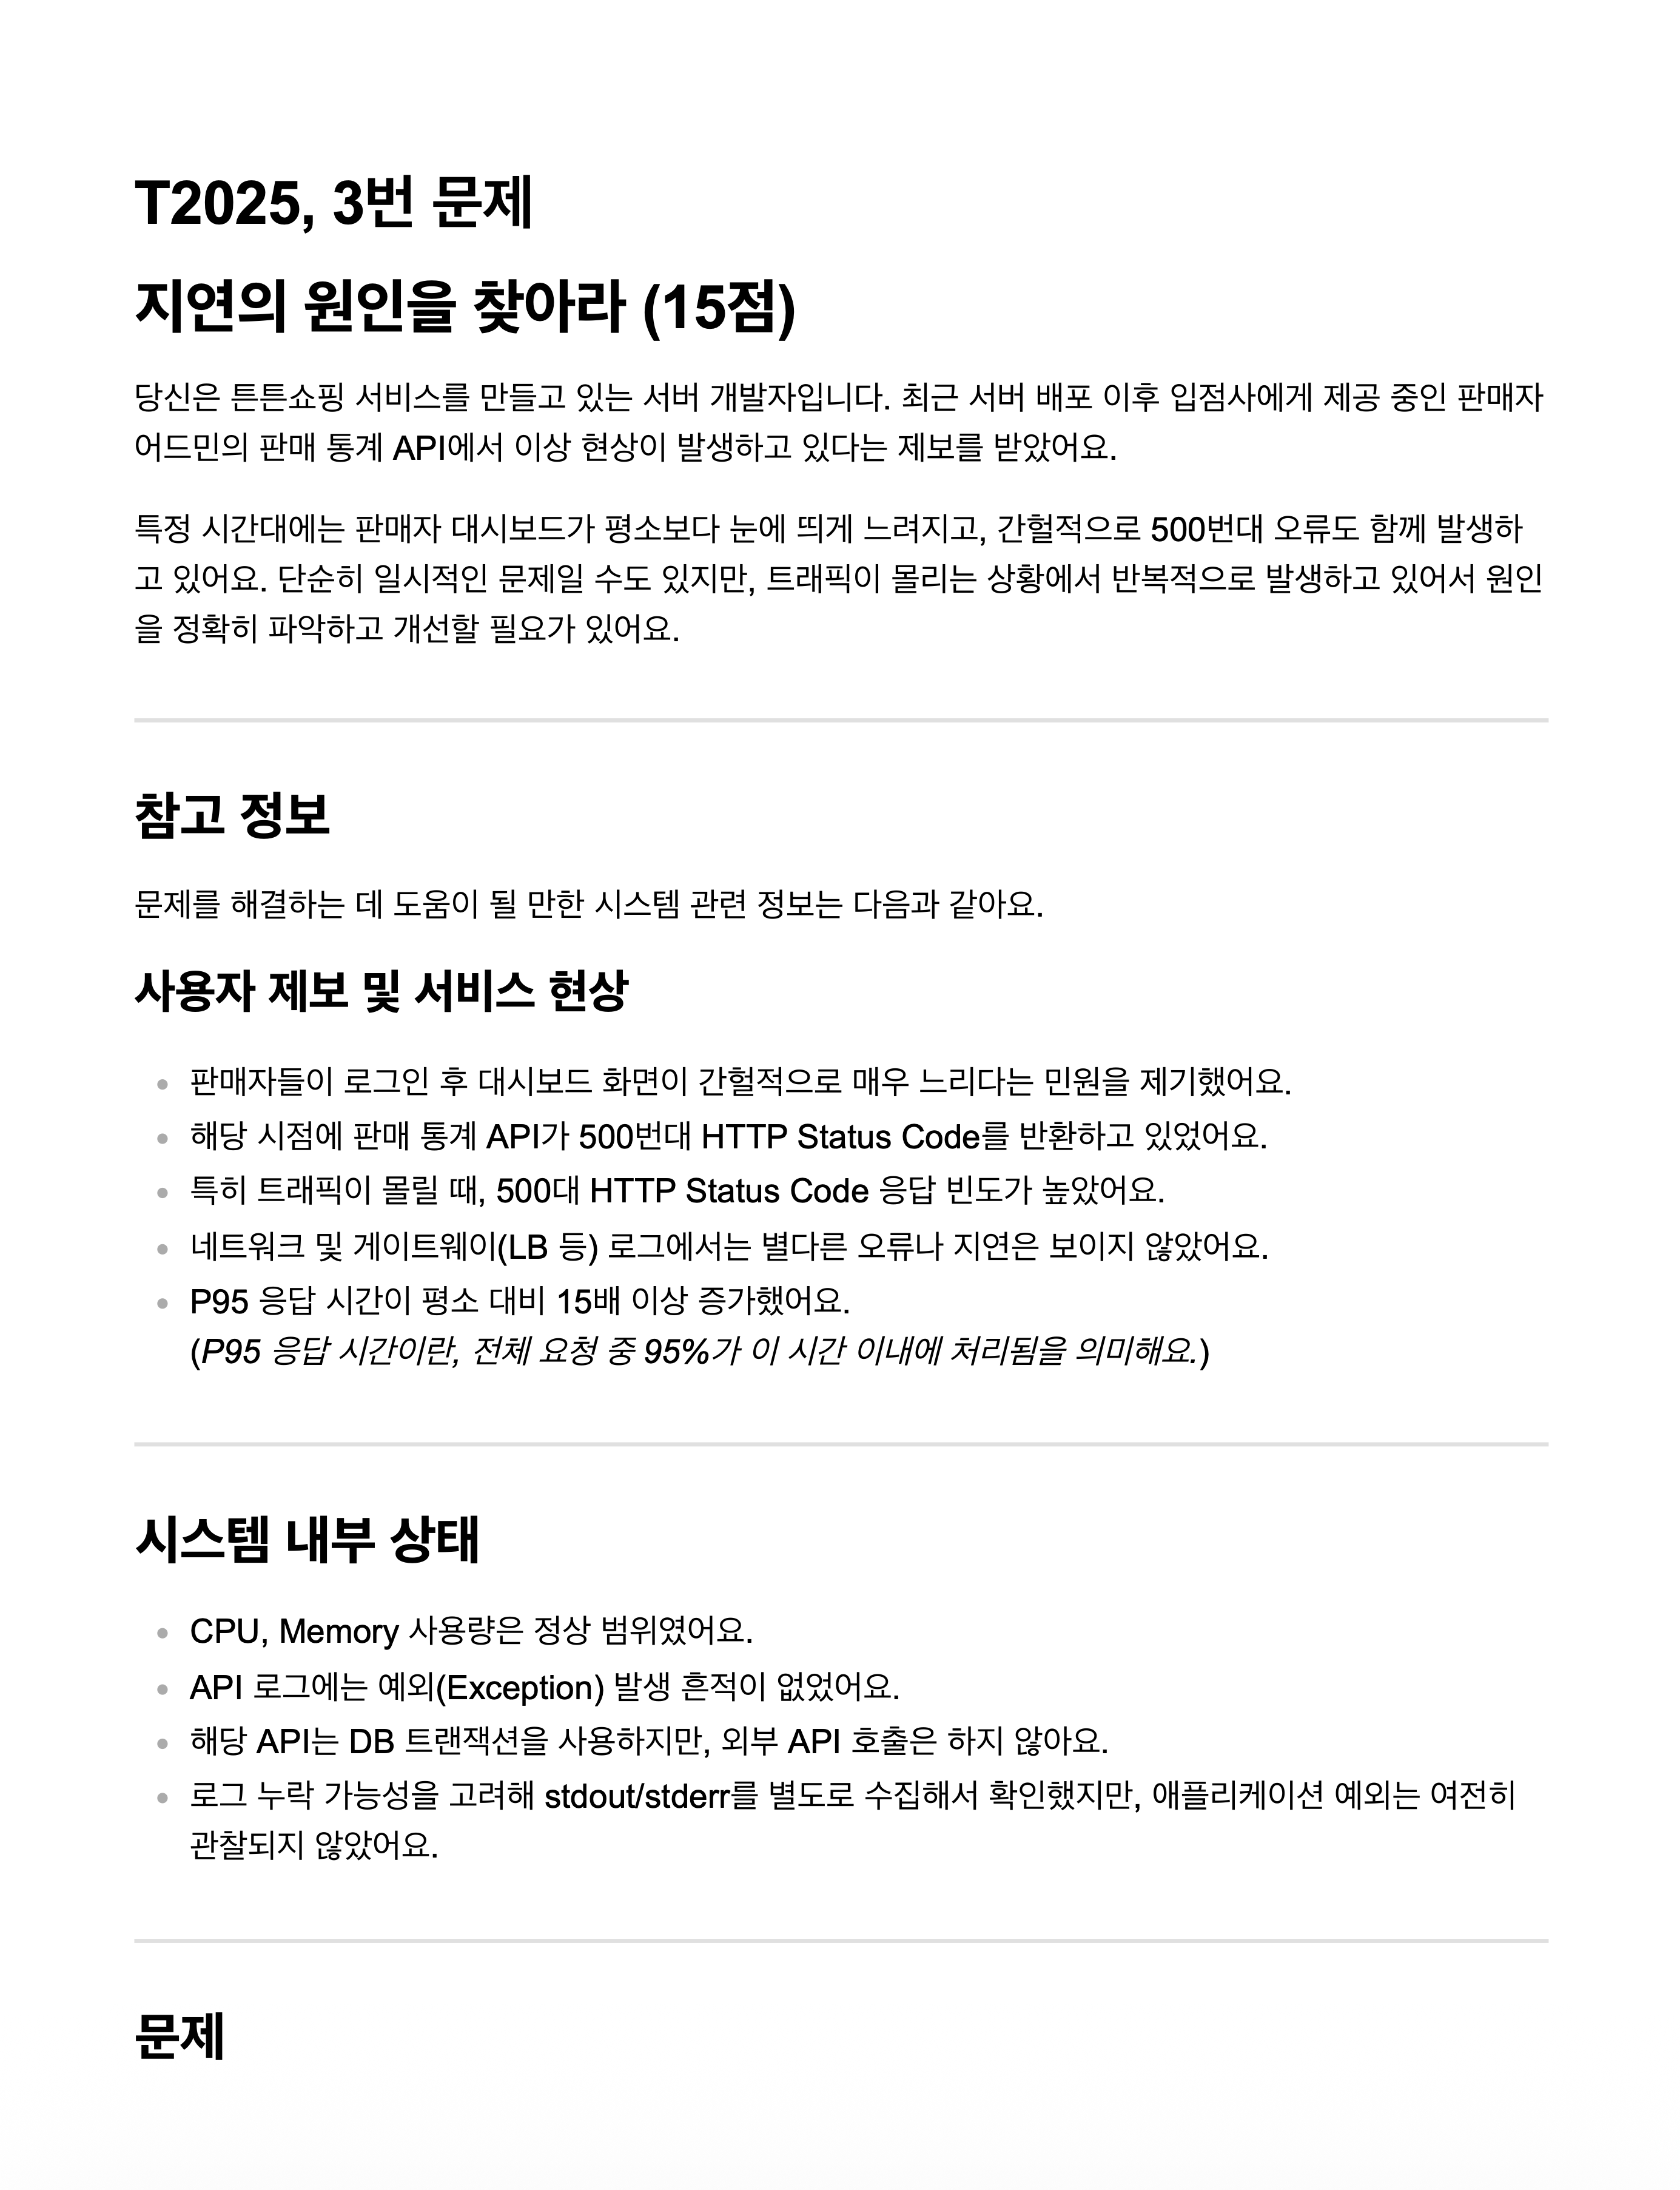 T2025, 3번 문제
지연의 원인을 찾아라 (15점)
당신은 튼튼쇼핑 서비스를 만들고 있는 서버 개발자입니다. 최근 서버 배포 이후 입점사에게 제공 중인 판매자
어드민의 판매 통계 API에서 이상 현상이 발생하고 있다는 제보를 받았어요.
특정 시간대에는 판매자 대시보드가 평소보다 눈에 띄게 느려지고, 간헐적으로 500번대 오류도 함께 발생하
고 있어요. 단순히 일시적인 문제일 수도 있지만, 트래픽이 몰리는 상황에서 반복적으로 발생하고 있어서 원인
을 정확히 파악하고 개선할 필요가 있어요.
참고 정보
문제를 해결하는 데 도움이 될 만한 시스템 관련 정보는 다음과 같아요.
사용자 제보 및 서비스 현상
• 판매자들이 로그인 후 대시보드 화면이 간헐적으로 매우 느리다는 민원을 제기했어요.
• 해당 시점에 판매 통계 API가 500번대 HTTP Status Code를 반환하고 있었어요.
• 특히 트래픽이 몰릴 때, 500대 HTTP Status Code 응답 빈도가 높았어요.
• 네트워크 및 게이트웨이(LB 등) 로그에서는 별다른 오류나 지연은 보이지 않았어요.
• P95 응답 시간이 평소 대비 15배 이상 증가했어요.
(P95 응답 시간이란, 전체 요청 중 95%가 이 시간 이내에 처리됨을 의미해요.)
시스템 내부 상태
• CPU, Memory 사용량은 정상 범위였어요.
• API 로그에는 예외(Exception) 발생 흔적이 없었어요.
• 해당 API는 DB 트랜잭션을 사용하지만, 외부 API 호출은 하지 않아요.
• 로그 누락 가능성을 고려해 stdout/stderr를 별도로 수집해서 확인했지만, 애플리케이션 예외는 여전히
관찰되지 않았어요.
문제